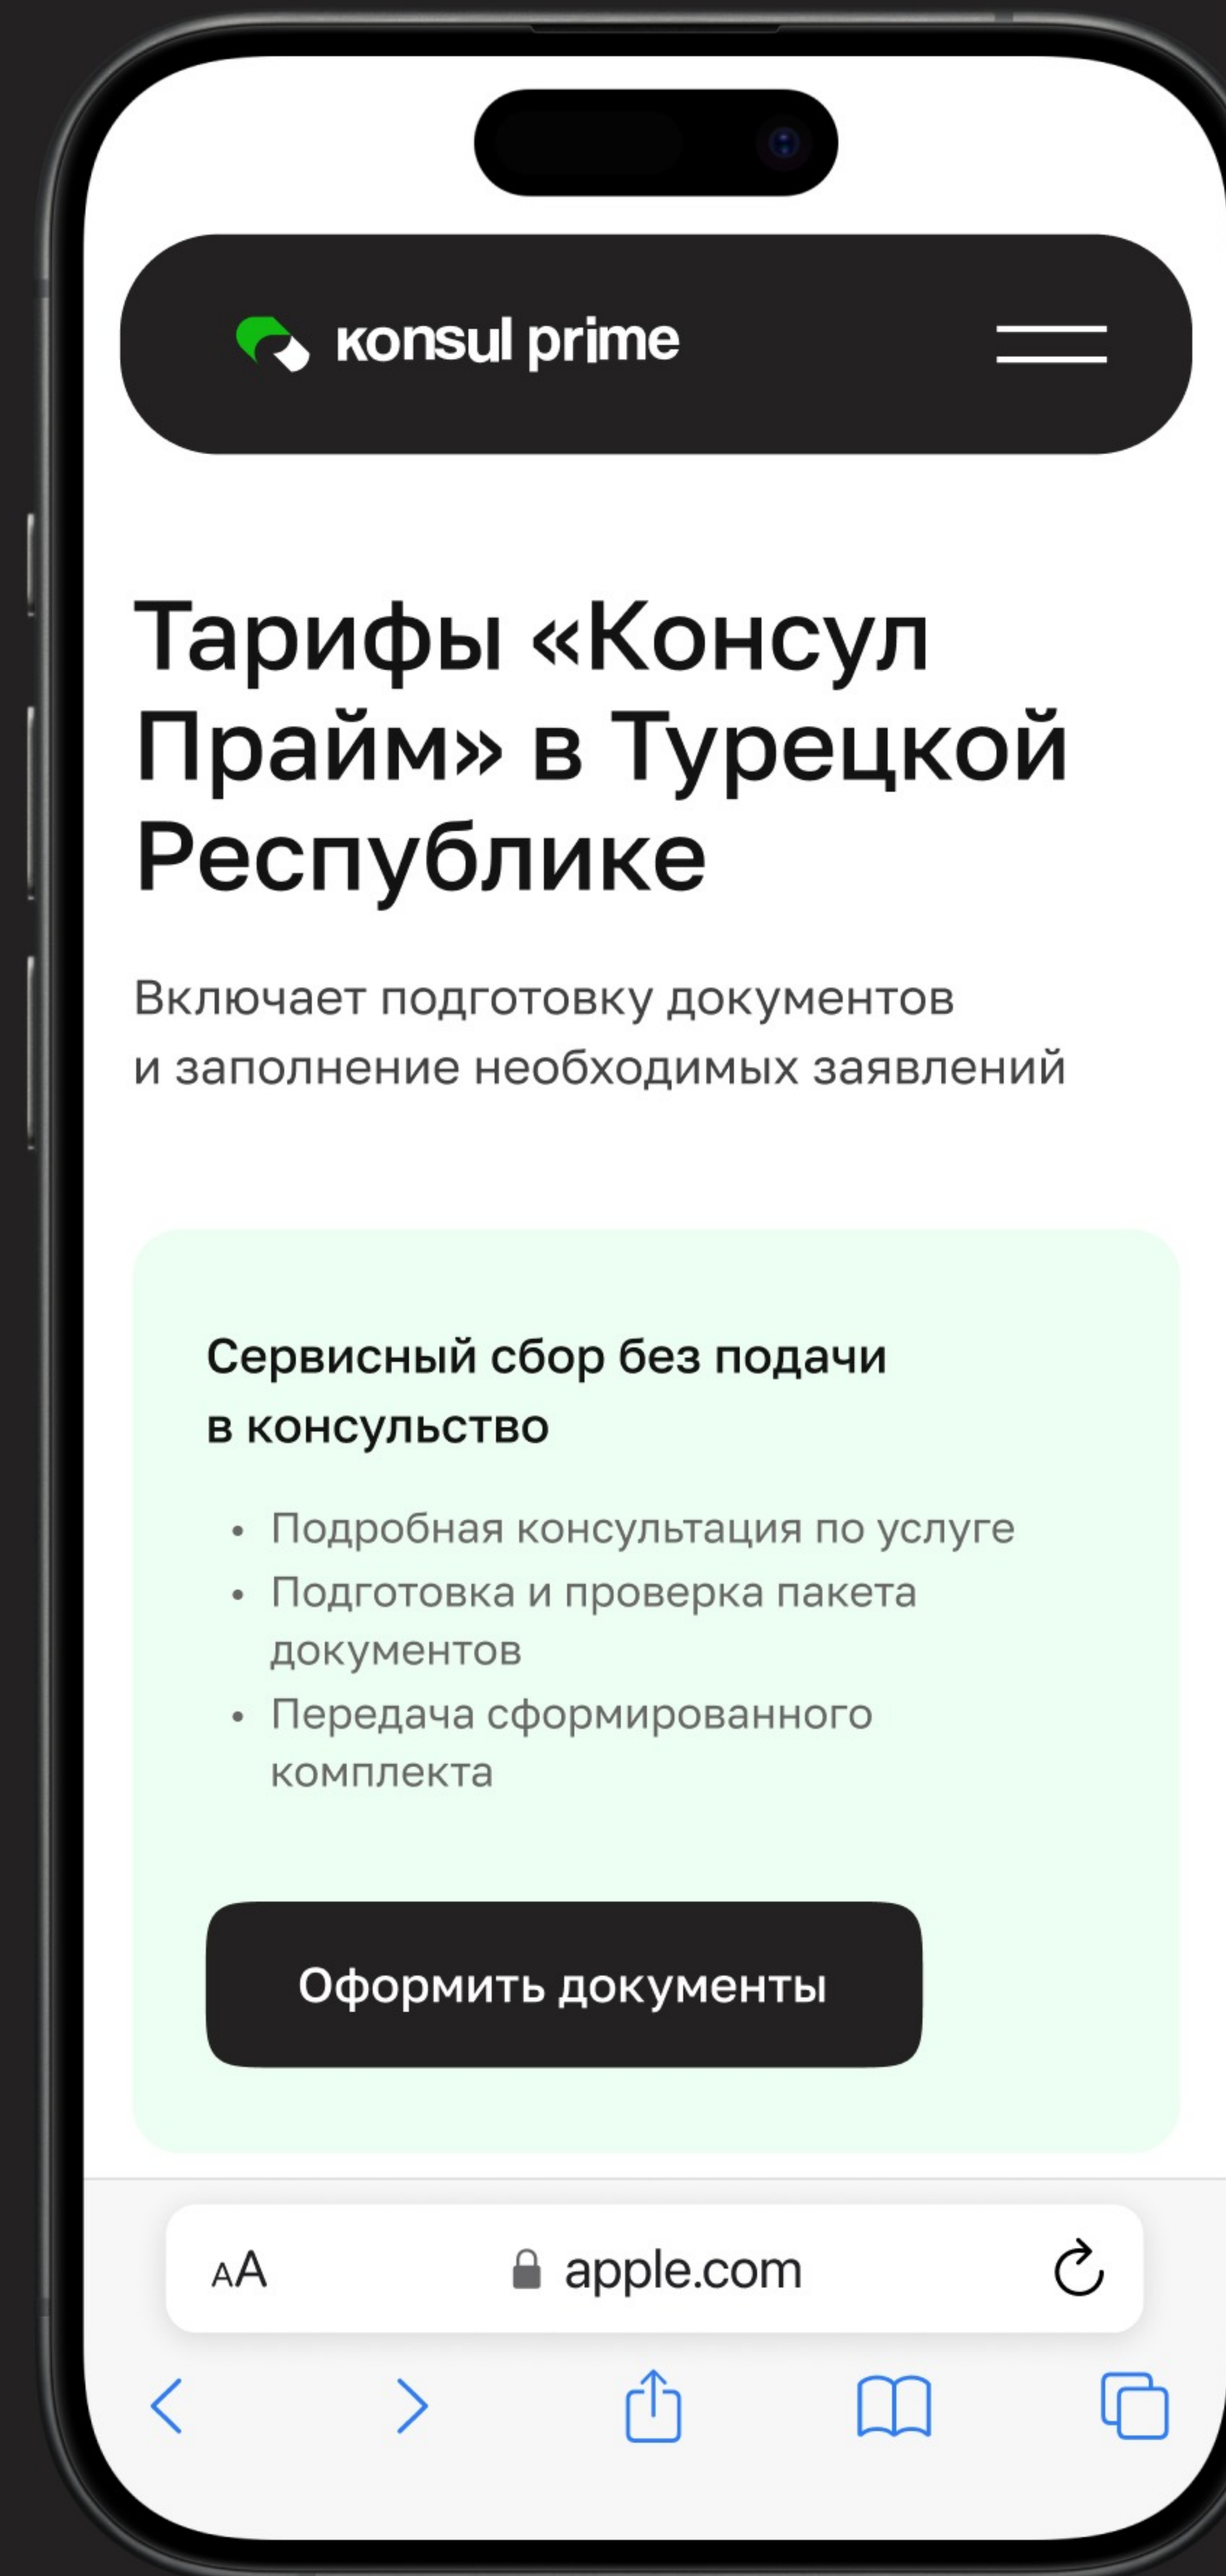 konsul prime
Тарифы «Консул
Прайм» в Турецкой
Республике
Включает подготовку документов
и заполнение необходимых заявлений
Сервисный сбор без подачи
в консульство
• Подробная консультация по услуге
• Подготовка и проверка пакета
документов
• Передача сформированного
комплекта
Оформить документы
AA apple.com